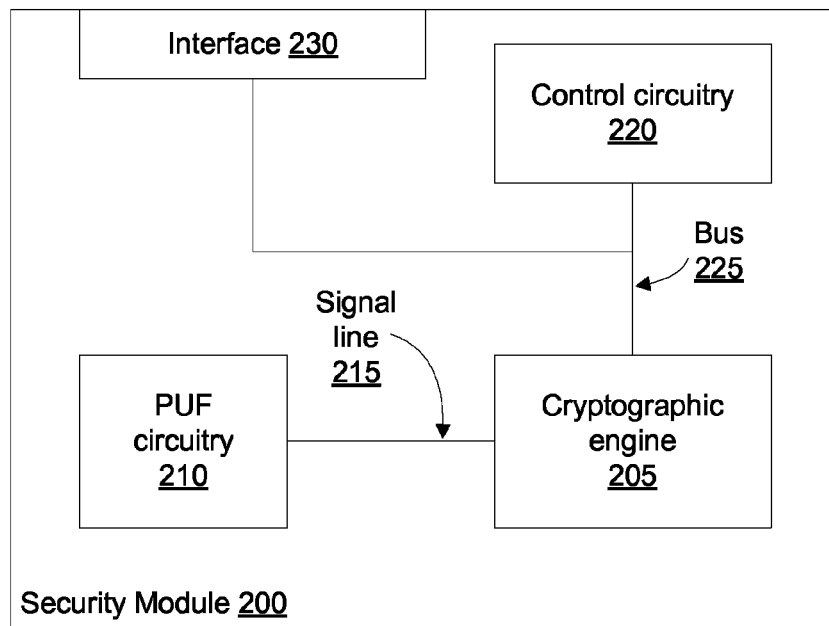 Interface 230
Control circuitry
220
Bus
225
Signal
line
215
PUF
circuitry
210
Cryptographic
engine
205
Security Module 200